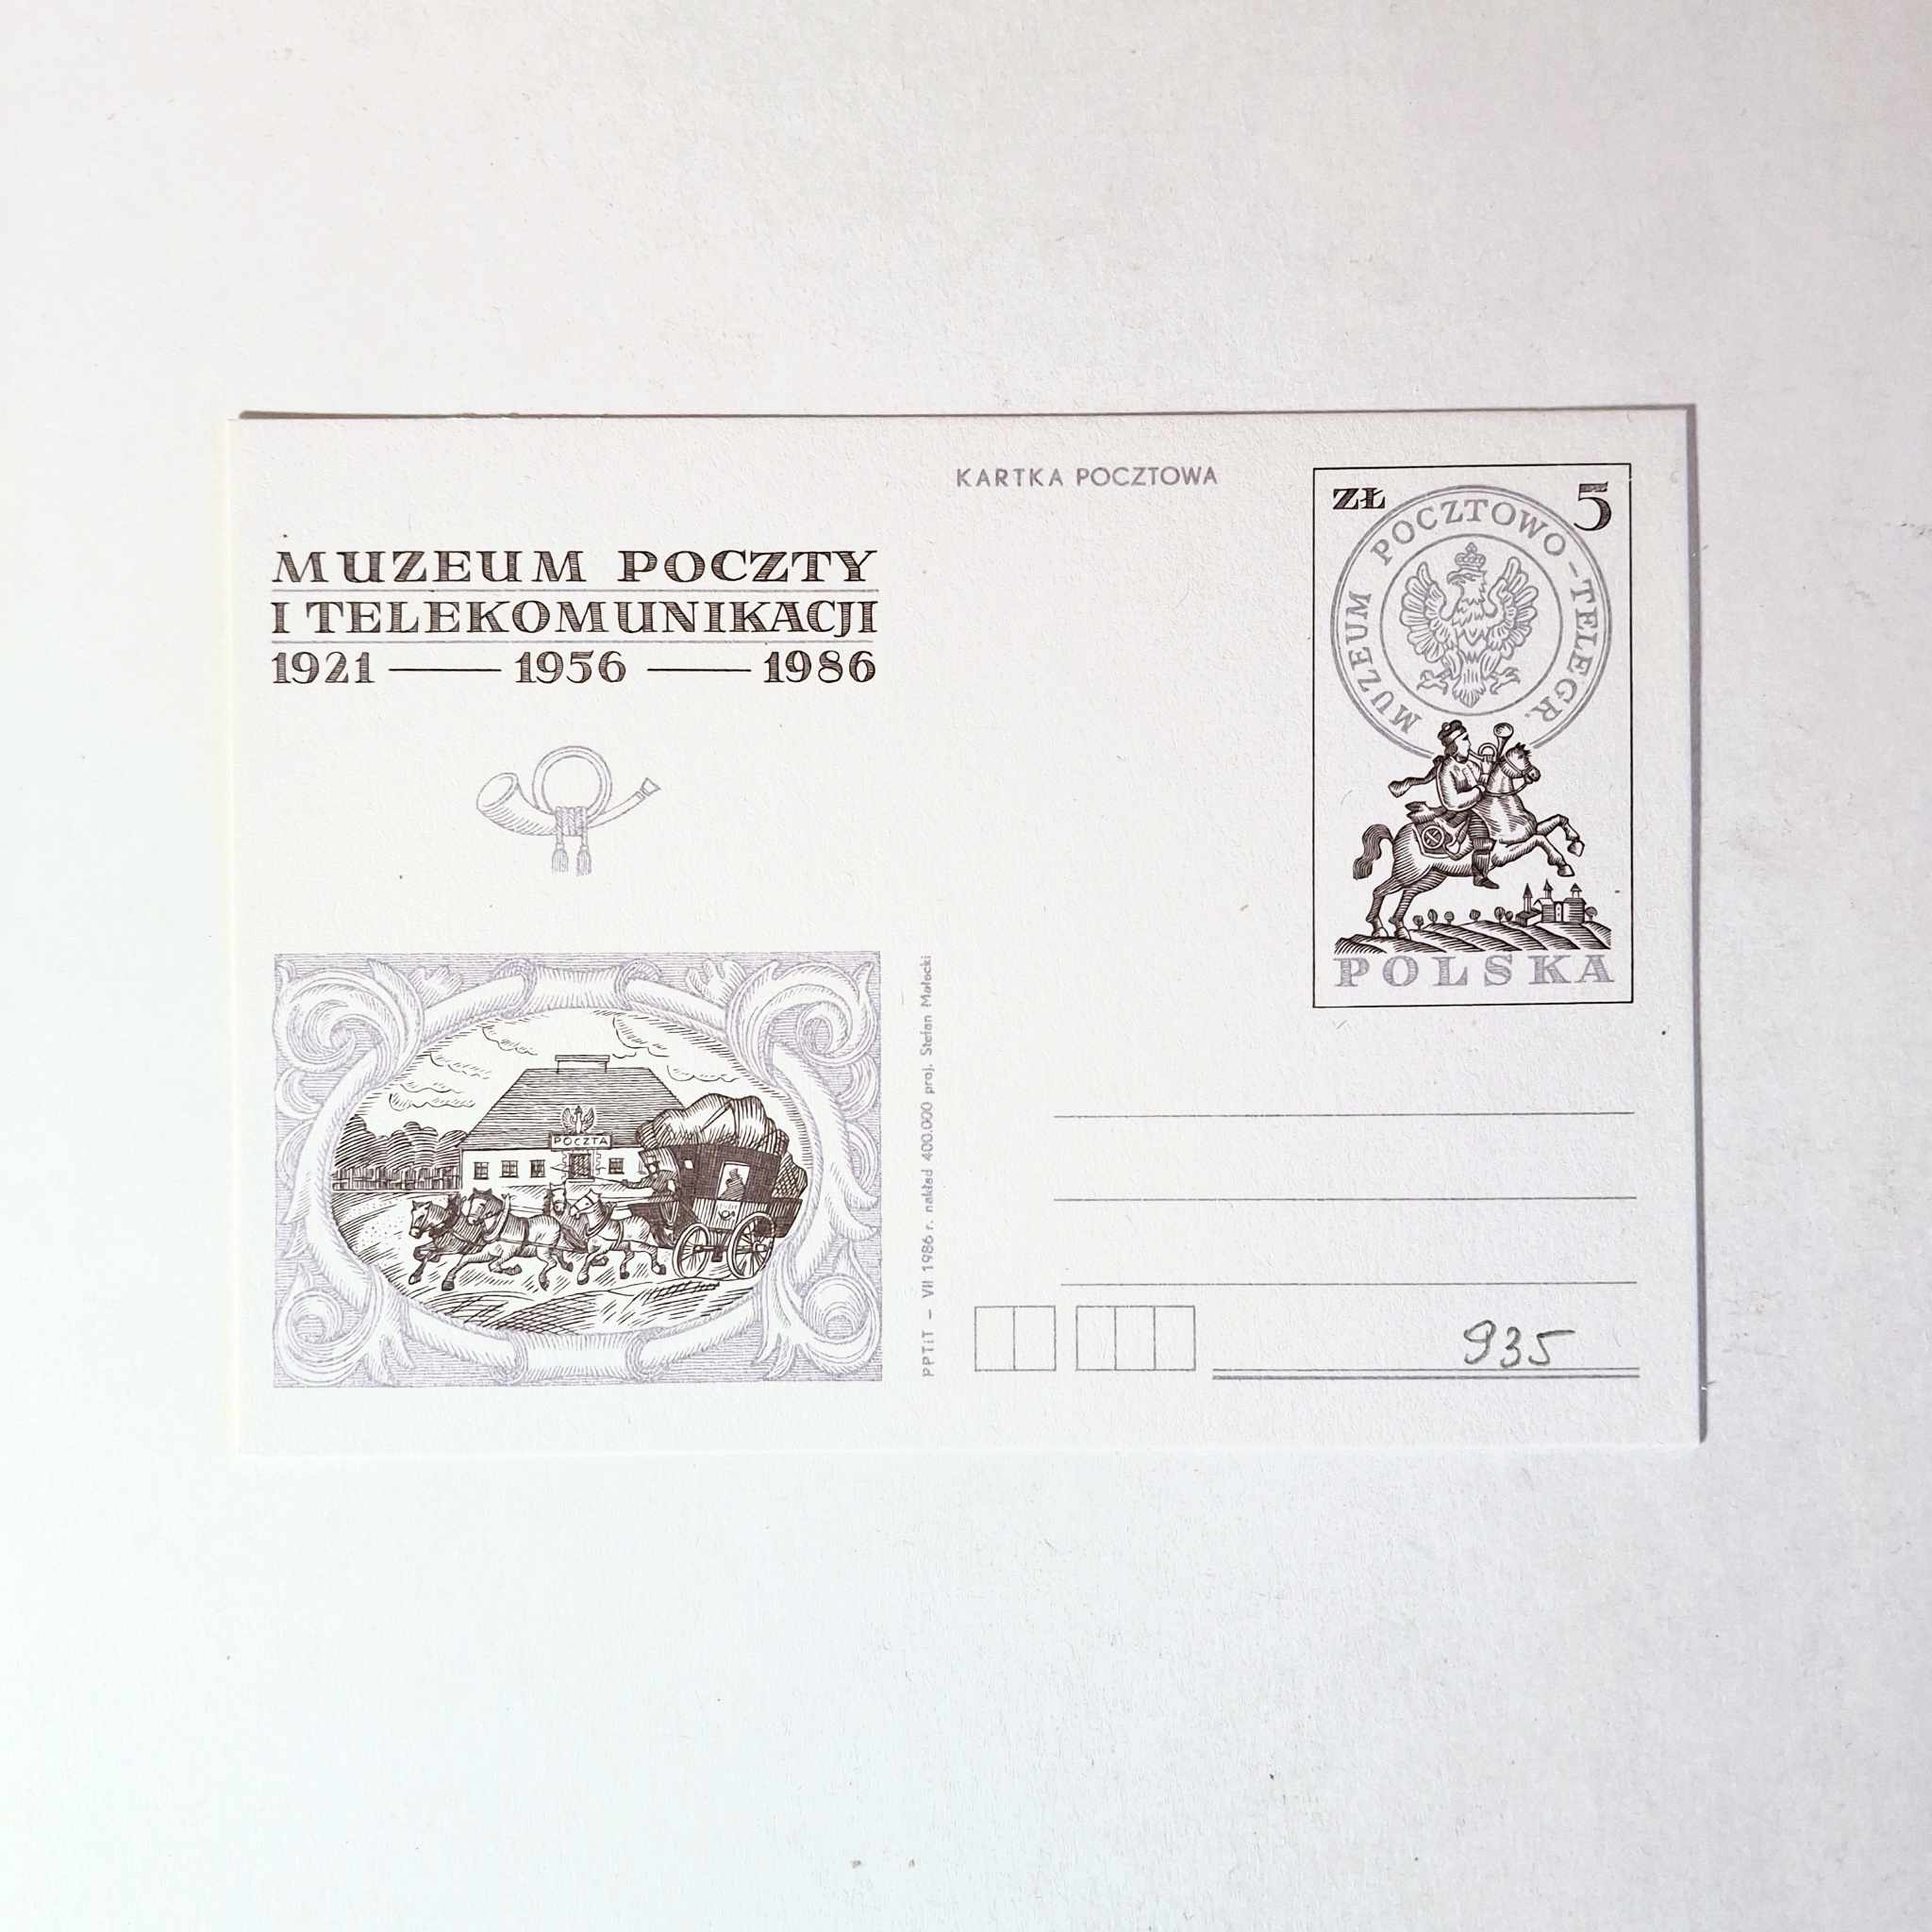 MUZEUM POCZTY
I TELEKOMUNIKACJI
1921 — 1956 — 1986
POCZTA
PPTiT – VII 1986 r. nakład 400.000 proj. Stefan Małecki
KARTKA POCZTOWA
ZŁ 5
MUZEUM POCZTOWO-TELEGR.
POLSKA
935